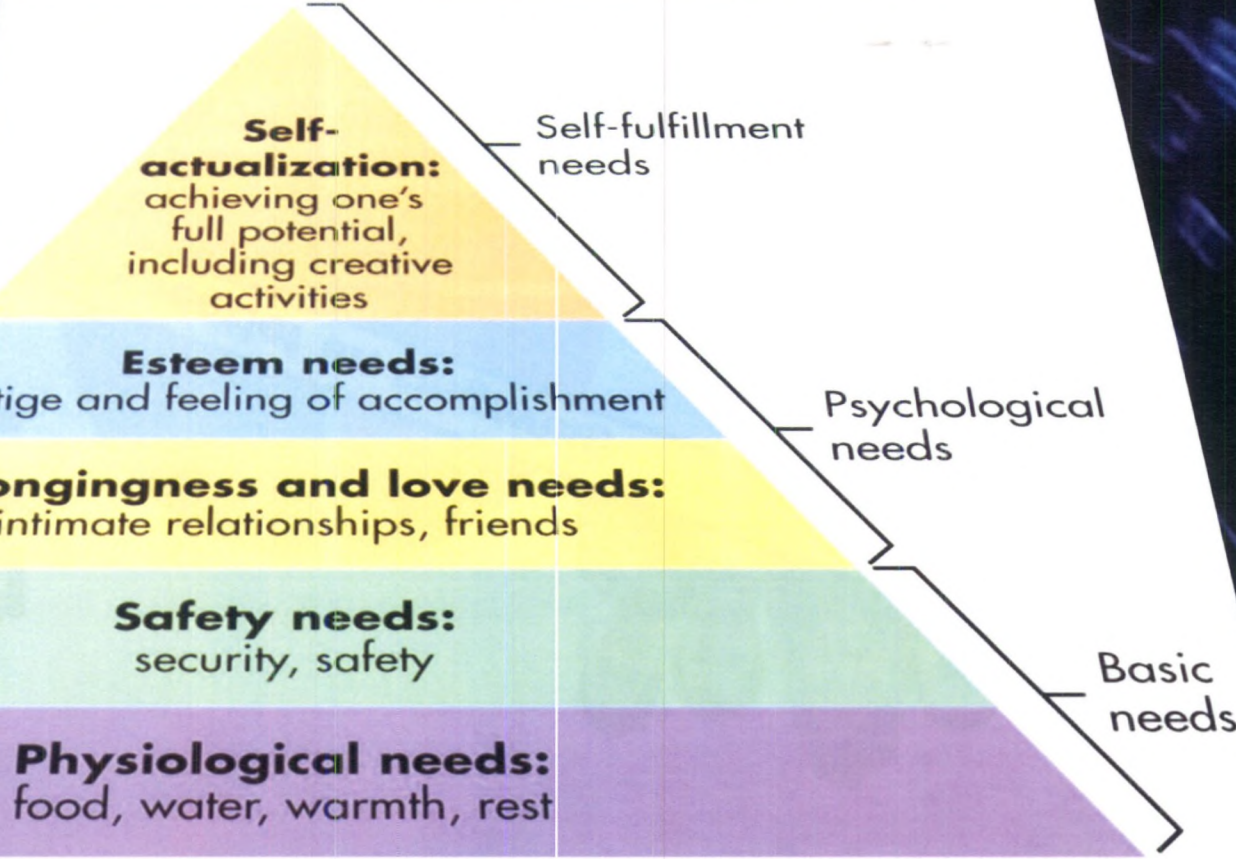 Self-
actualization:
achieving one's
full potential,
including creative
activities
Self-fulfillment
needs
Esteem needs:
tige and feeling of accomplishment
Psychological
needs
ongingness and love needs:
intimate relationships, friends
Safety needs:
security, safety
Basic
needs
Physiological needs:
food, water, warmth, rest